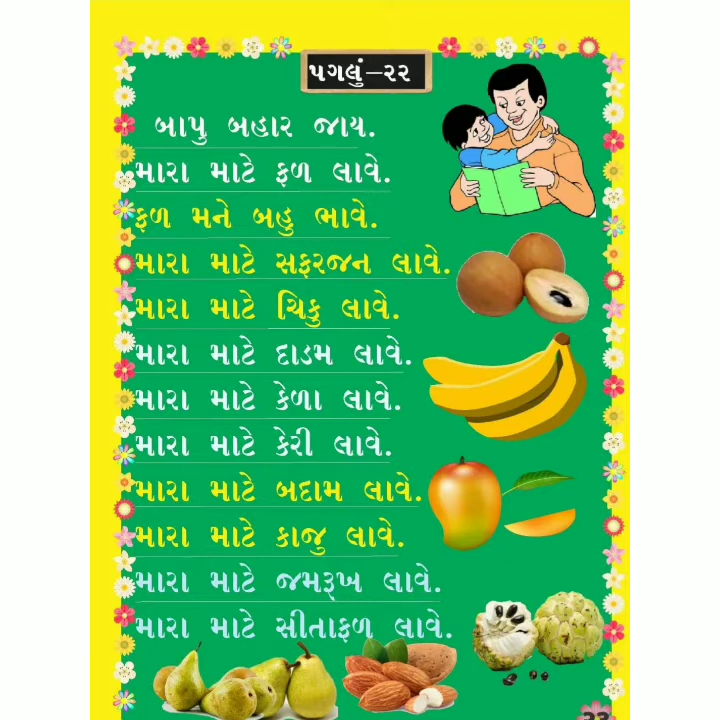 પગલું–૨૨
બાપુ બહાર જાય.
મારા માટે ફળ લાવે.
ફળ મને બહુ ભાવે.
મારા માટે સફરજન લાવે.
મારા માટે ચિકુ લાવે.
મારા માટે દાડમ લાવે.
મારા માટે કેળા લાવે.
મારા માટે કેરી લાવે.
મારા માટે બદામ લાવે.
મારા માટે કાજુ લાવે.
મારા માટે જમરૂખ લાવે.
મારા માટે સીતાફળ લાવે.